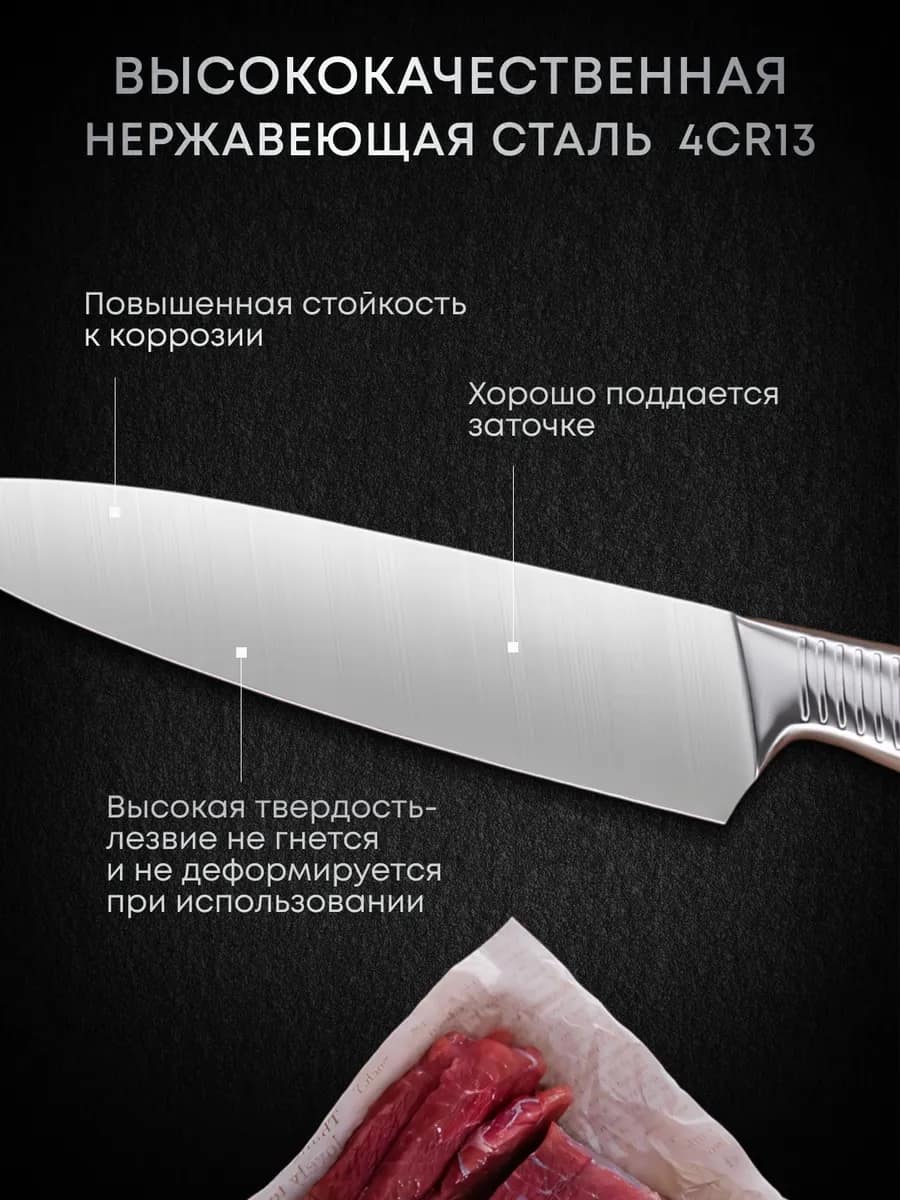 ВЫСОКОКАЧЕСТВЕННАЯ
НЕРЖАВЕЮЩАЯ СТАЛЬ 4CR13
Повышенная стойкость
к коррозии
Хорошо поддается
заточке
Высокая твердость-
лезвие не гнется
и не деформируется
при использовании